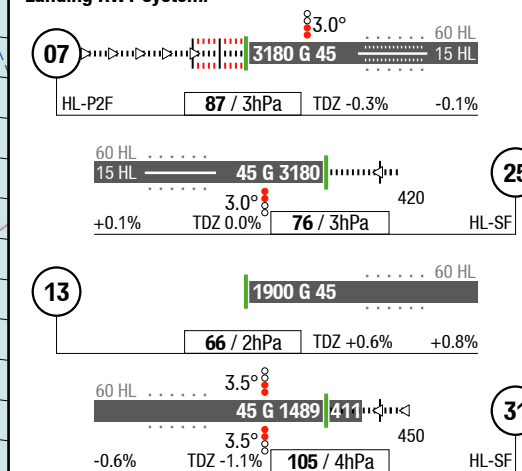 07
3.0°
60 HL
3180 G 45
15 HL
HL-P2F
87 / 3hPa
TDZ -0.3%
-0.1%
60 HL
15 HL
45 G 3180
25
3.0°
420
+0.1%
TDZ 0.0%
76 / 3hPa
HL-SF
13
60 HL
1900 G 45
66 / 2hPa
TDZ +0.6%
+0.8%
60 HL
3.5°
45 G 1489
411
31
3.5°
450
-0.6%
TDZ -1.1%
105 / 4hPa
HL-SF